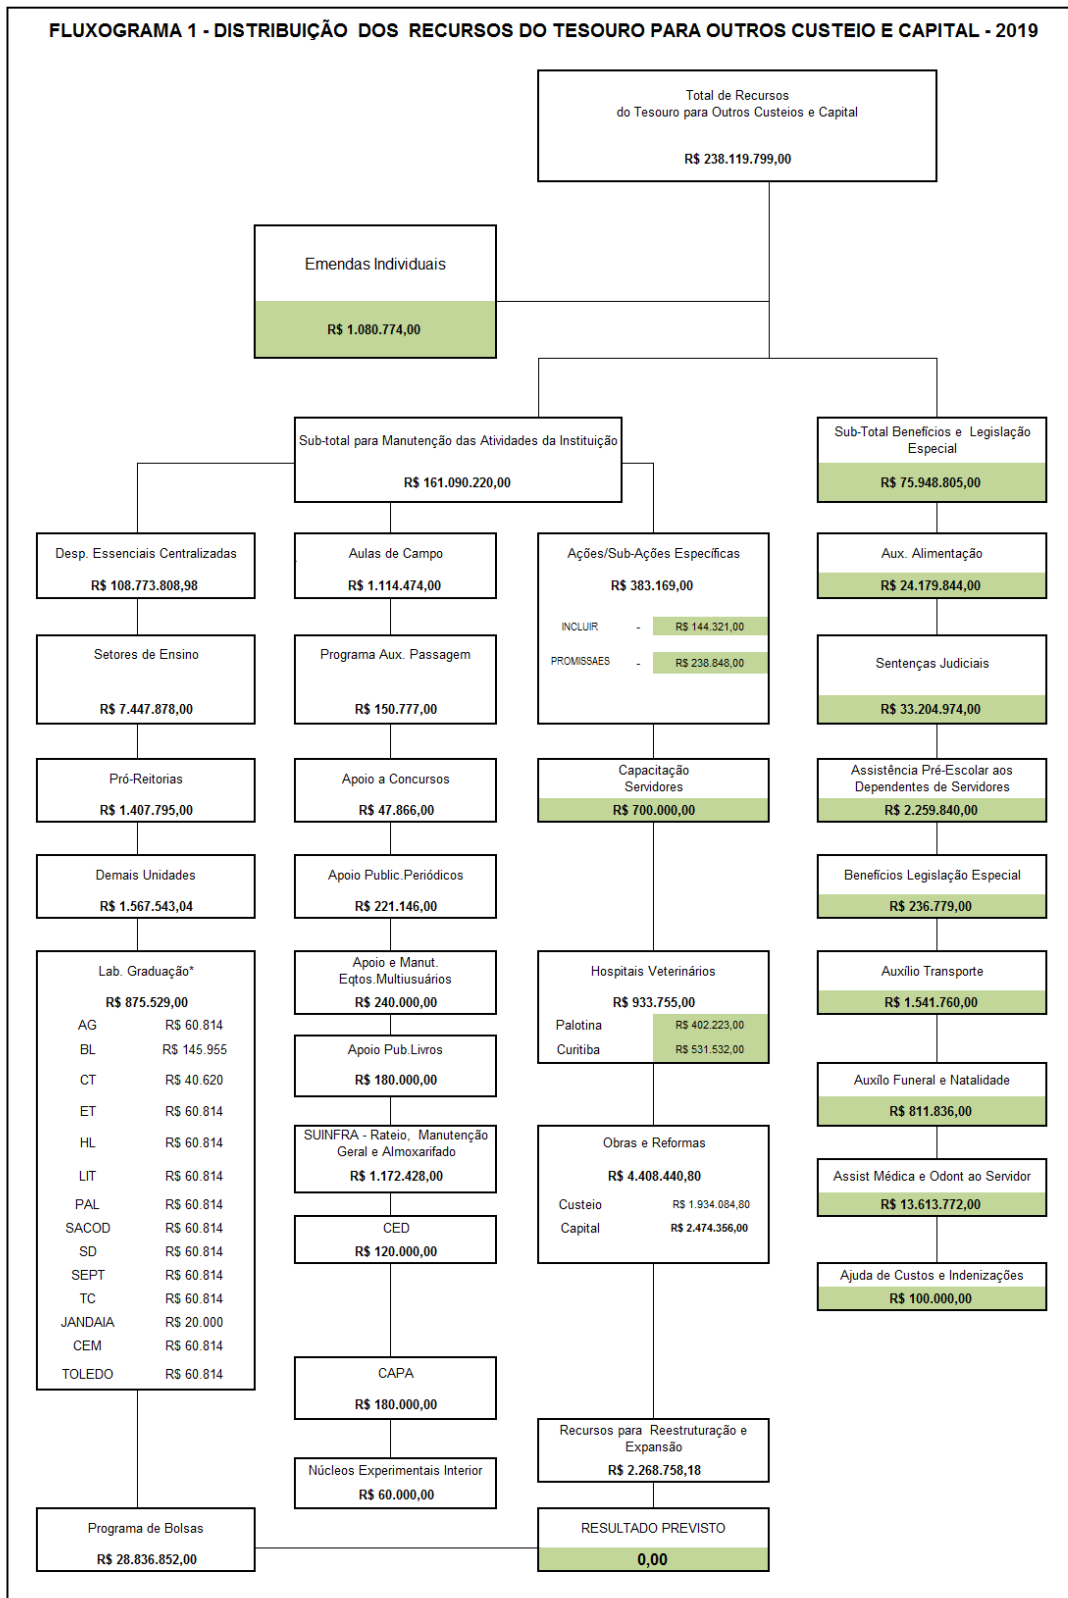 FLUXOGRAMA 1 - DISTRIBUIÇÃO DOS RECURSOS DO TESOURO PARA OUTROS CUSTEIO E CAPITAL - 2019
Total de Recursos
do Tesouro para Outros Custeios e Capital
R$ 238.119.799,00
Emendas Individuais
R$ 1.080.774,00
Sub-total para Manutenção das Atividades da Instituição
R$ 161.090.220,00
Sub-Total Benefícios e Legislação
Especial
R$ 75.948.805,00
Desp. Essenciais Centralizadas
R$ 108.773.808,98
Setores de Ensino
R$ 7.447.878,00
Pró-Reitorias
R$ 1.407.795,00
Demais Unidades
R$ 1.567.543,04
Lab. Graduação*
R$ 875.529,00
AG R$ 60.814
BL R$ 145.955
CT R$ 40.620
ET R$ 60.814
HL R$ 60.814
LIT R$ 60.814
PAL R$ 60.814
SACOD R$ 60.814
SD R$ 60.814
SEPT R$ 60.814
TC R$ 60.814
JANDAIA R$ 20.000
CEM R$ 60.814
TOLEDO R$ 60.814
Programa de Bolsas
R$ 28.836.852,00
Aulas de Campo
R$ 1.114.474,00
Programa Aux. Passagem
R$ 150.777,00
Apoio a Concursos
R$ 47.866,00
Apoio Public.Periódicos
R$ 221.146,00
Apoio e Manut.
Eqtos.Multiusuários
R$ 240.000,00
Apoio Pub.Livros
R$ 180.000,00
SUINFRA - Rateio, Manutenção
Geral e Almoxarifado
R$ 1.172.428,00
CED
R$ 120.000,00
CAPA
R$ 180.000,00
Núcleos Experimentais Interior
R$ 60.000,00
Ações/Sub-Ações Específicas
R$ 383.169,00
INCLUIR - R$ 144.321,00
PROMISSAES - R$ 238.848,00
Capacitação
Servidores
R$ 700.000,00
Hospitais Veterinários
R$ 933.755,00
Palotina R$ 402.223,00
Curitiba R$ 531.532,00
Obras e Reformas
R$ 4.408.440,80
Custeio R$ 1.934.084,80
Capital R$ 2.474.356,00
Recursos para Reestruturação e
Expansão
R$ 2.268.758,18
RESULTADO PREVISTO
0,00
Aux. Alimentação
R$ 24.179.844,00
Sentenças Judiciais
R$ 33.204.974,00
Assistência Pré-Escolar aos
Dependentes de Servidores
R$ 2.259.840,00
Benefícios Legislação Especial
R$ 236.779,00
Auxílio Transporte
R$ 1.541.760,00
Auxílo Funeral e Natalidade
R$ 811.836,00
Assist Médica e Odont ao Servidor
R$ 13.613.772,00
Ajuda de Custos e Indenizações
R$ 100.000,00